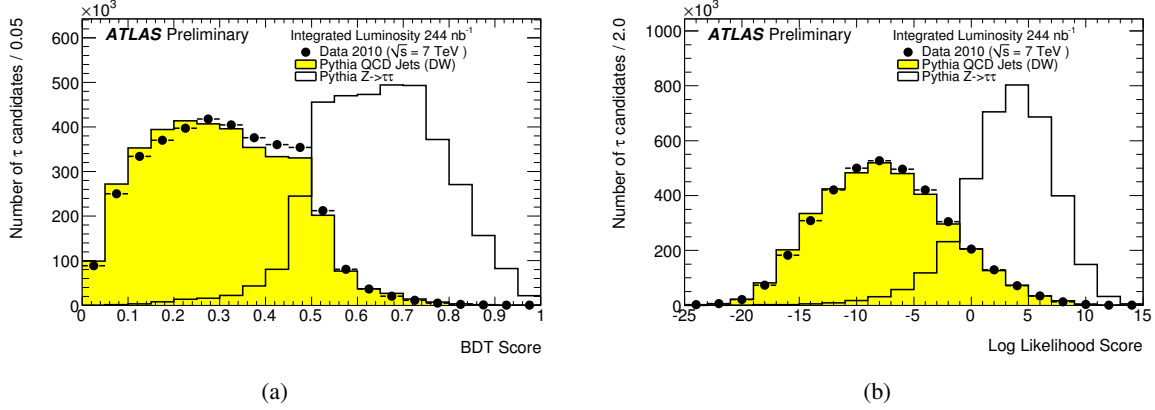 ×10³
ATLAS Preliminary
Integrated Luminosity 244 nb⁻¹
Data 2010 (√s = 7 TeV )
Pythia QCD Jets (DW)
Pythia Z->ττ
Number of τ candidates / 0.05
600
500
400
300
200
100
0
0 0.1 0.2 0.3 0.4 0.5 0.6 0.7 0.8 0.9 1
BDT Score
(a)
×10³
ATLAS Preliminary
Integrated Luminosity 244 nb⁻¹
Data 2010 (√s = 7 TeV )
Pythia QCD Jets (DW)
Pythia Z->ττ
Number of τ candidates / 2.0
1000
800
600
400
200
0
-25 -20 -15 -10 -5 0 5 10 15
Log Likelihood Score
(b)